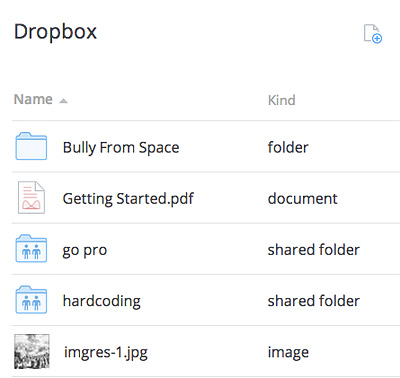 Dropbox
Name Kind
Bully From Space folder
Getting Started.pdf document
go pro shared folder
hardcoding shared folder
imgres-1.jpg image